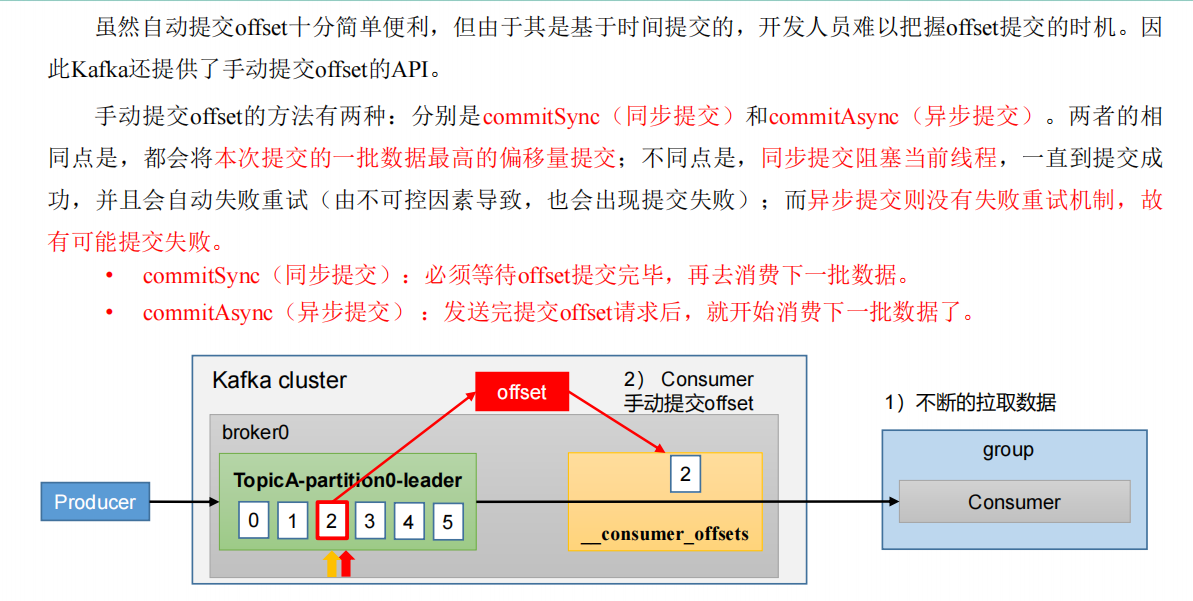 虽然自动提交offset十分简单便利，但由于其是基于时间提交的，开发人员难以把握offset提交的时机。因
此Kafka还提供了手动提交offset的API。
手动提交offset的方法有两种：分别是commitSync（同步提交）和commitAsync（异步提交）。两者的相
同点是，都会将本次提交的一批数据最高的偏移量提交；不同点是，同步提交阻塞当前线程，一直到提交成
功，并且会自动失败重试（由不可控因素导致，也会出现提交失败）；而异步提交则没有失败重试机制，故
有可能提交失败。
• commitSync（同步提交）：必须等待offset提交完毕，再去消费下一批数据。
• commitAsync（异步提交） ：发送完提交offset请求后，就开始消费下一批数据了。
Kafka cluster
offset
2） Consumer
手动提交offset
1）不断的拉取数据
broker0
group
TopicA-partition0-leader
2
Producer
0 1 2 3 4 5
Consumer
__consumer_offsets